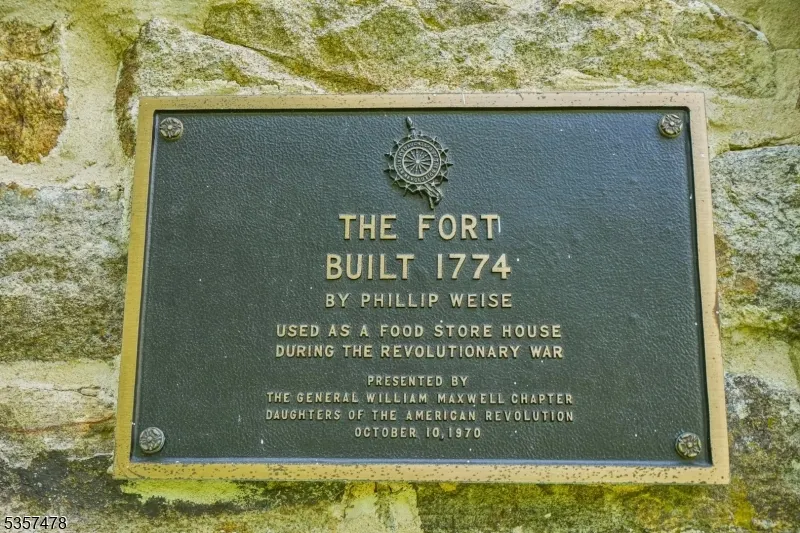 THE FORT
BUILT 1774
BY PHILLIP WEISE
USED AS A FOOD STORE HOUSE
DURING THE REVOLUTIONARY WAR
PRESENTED BY
THE GENERAL WILLIAM MAXWELL CHAPTER
DAUGHTERS OF THE AMERICAN REVOLUTION
OCTOBER 10, 1970
5357478